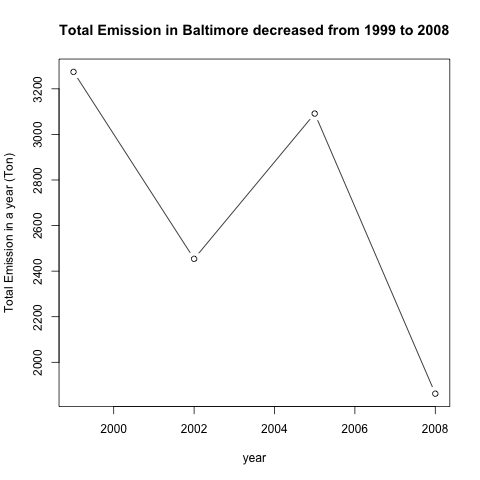 Total Emission in Baltimore decreased from 1999 to 2008
Total Emission in a year (Ton)
3200
3000
2800
2600
2400
2200
2000
2000 2002 2004 2006 2008
year